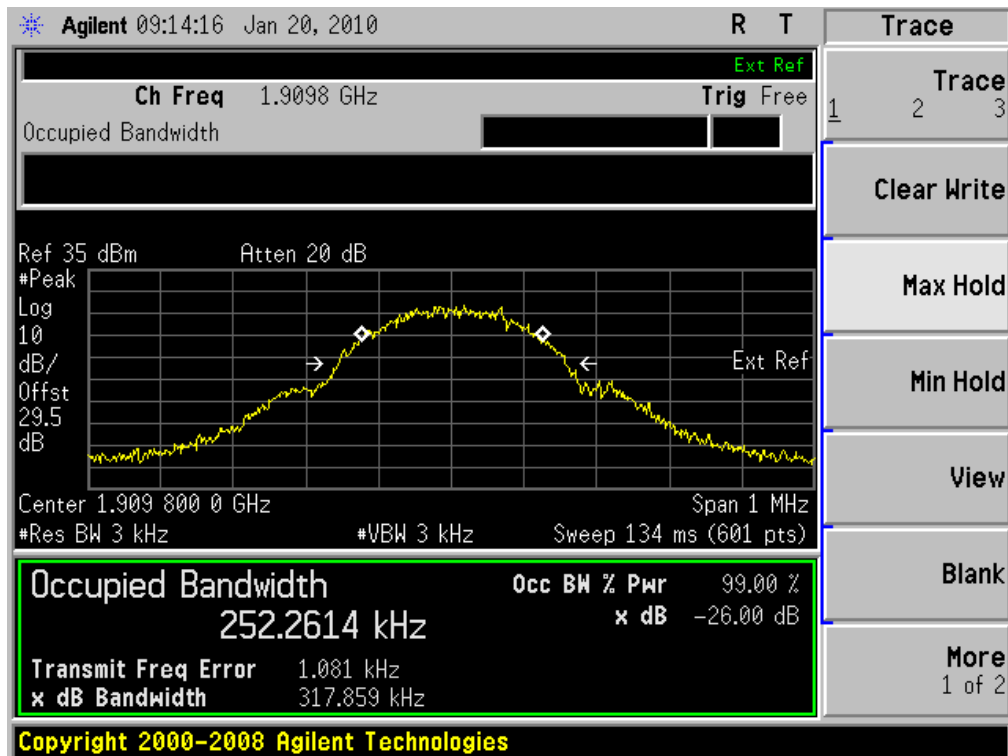 Agilent 09:14:16 Jan 20, 2010 R T
Trace
Ext Ref
Ch Freq 1.9098 GHz Trig Free
Occupied Bandwidth
Ref 35 dBm Atten 20 dB
#Peak
Log
10
dB/
Offst
29.5
dB
Ext Ref
Center 1.909 800 0 GHz Span 1 MHz
#Res BW 3 kHz #VBW 3 kHz Sweep 134 ms (601 pts)
Occupied Bandwidth
252.2614 kHz
Occ BW % Pwr 99.00 %
x dB -26.00 dB
Transmit Freq Error 1.081 kHz
x dB Bandwidth 317.859 kHz
Trace
1 2 3
Clear Write
Max Hold
Min Hold
View
Blank
More
1 of 2
Copyright 2000-2008 Agilent Technologies